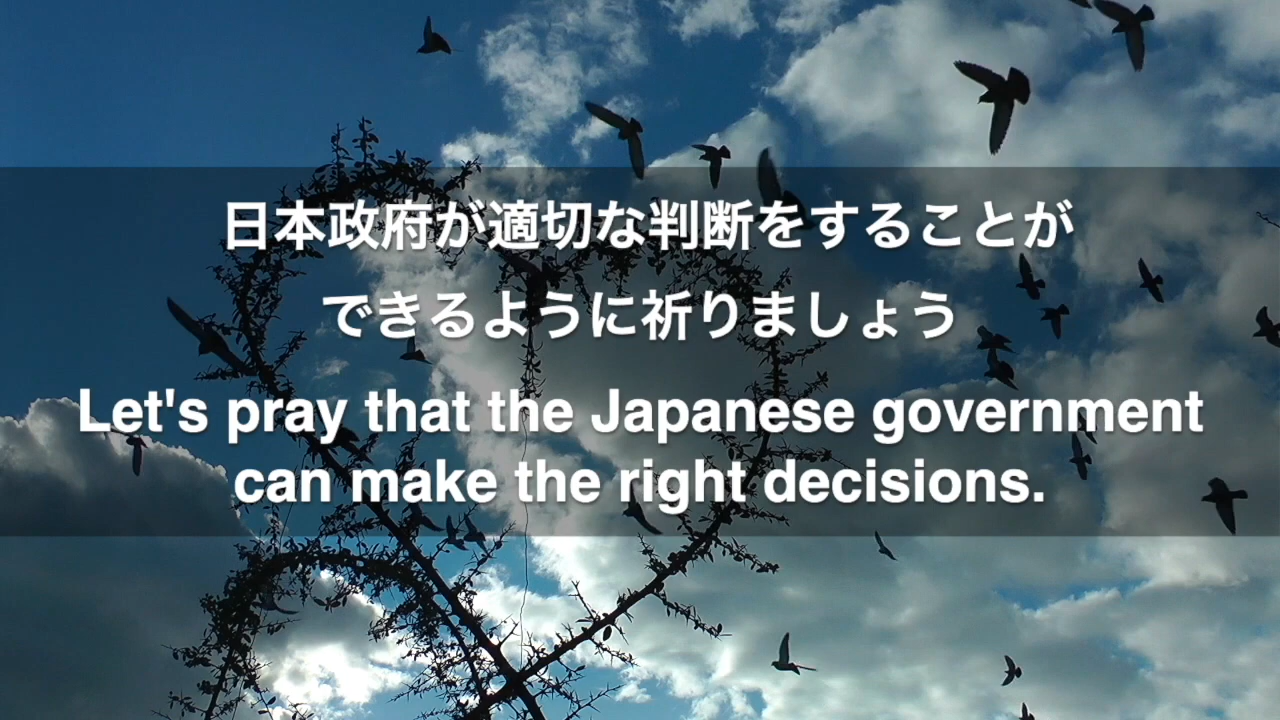 日本政府が適切な判断をすることが
できるように祈りましょう
Let's pray that the Japanese government
can make the right decisions.